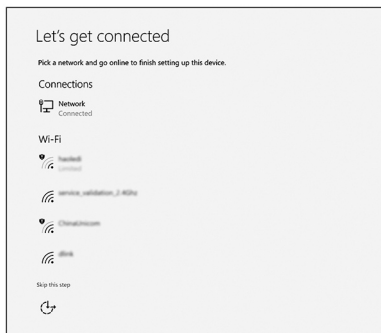 Let's get connected
Pick a network and go online to finish setting up this device.
Connections
Network
Connected
Wi-Fi
Limited
service_validation_2.4Ghz
ChinaUnicom
dlink
Skip this step